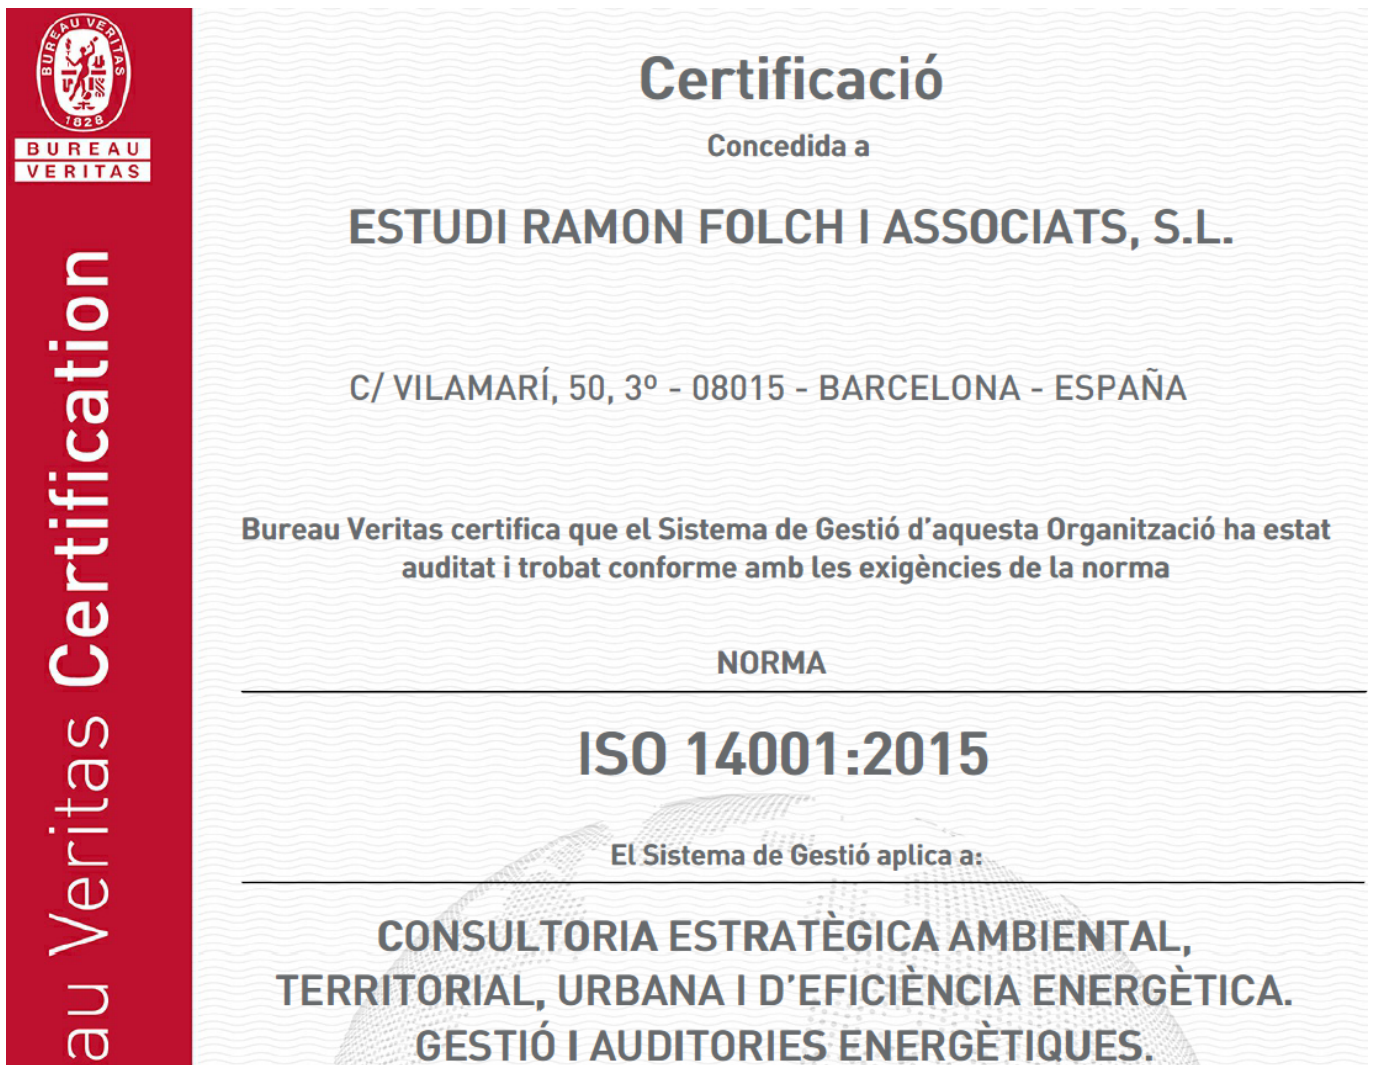 BUREAU VERITAS
1828
BUREAU
VERITAS
au Veritas Certification
Certificació
Concedida a
ESTUDI RAMON FOLCH I ASSOCIATS, S.L.
C/ VILAMARÍ, 50, 3º - 08015 - BARCELONA - ESPAÑA
Bureau Veritas certifica que el Sistema de Gestió d'aquesta Organització ha estat
auditat i trobat conforme amb les exigències de la norma
NORMA
ISO 14001:2015
El Sistema de Gestió aplica a:
CONSULTORIA ESTRATÈGICA AMBIENTAL,
TERRITORIAL, URBANA I D'EFICIÈNCIA ENERGÈTICA.
GESTIÓ I AUDITORIES ENERGÈTIQUES.